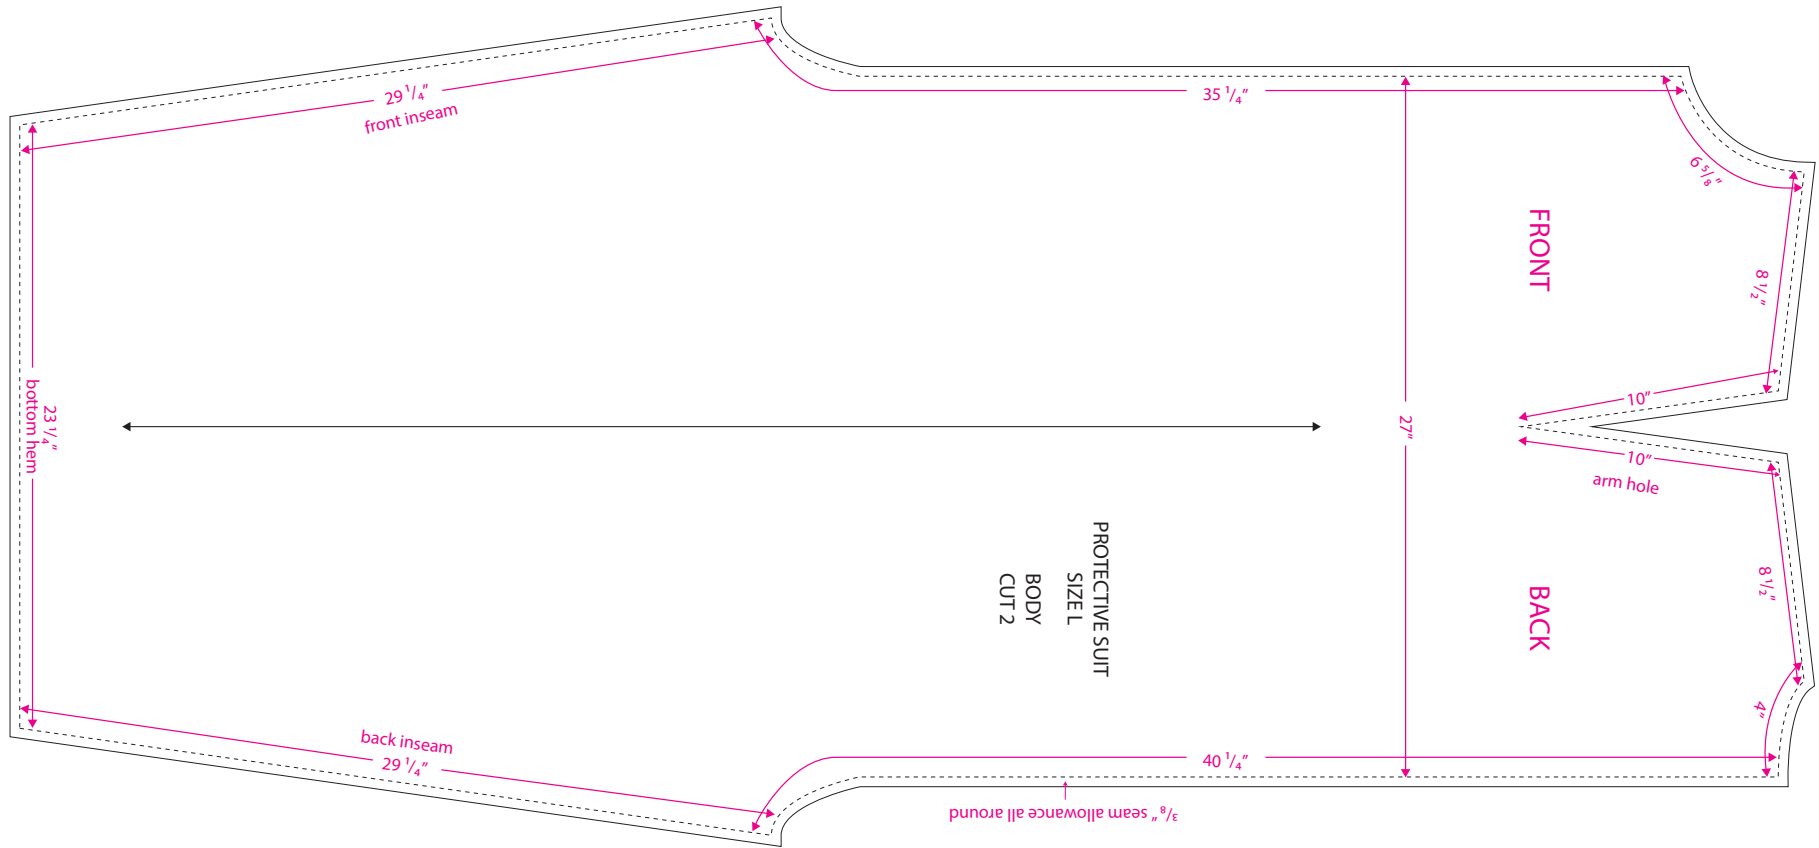 29 1/4"
front inseam
35 1/4"
6 5/8"
FRONT
8 1/2"
10"
10"
arm hole
23 1/4"
bottom hem
27"
PROTECTIVE SUIT
SIZE L
BODY
CUT 2
BACK
8 1/2"
4"
back inseam
29 1/4"
40 1/4"
3/8" seam allowance all around